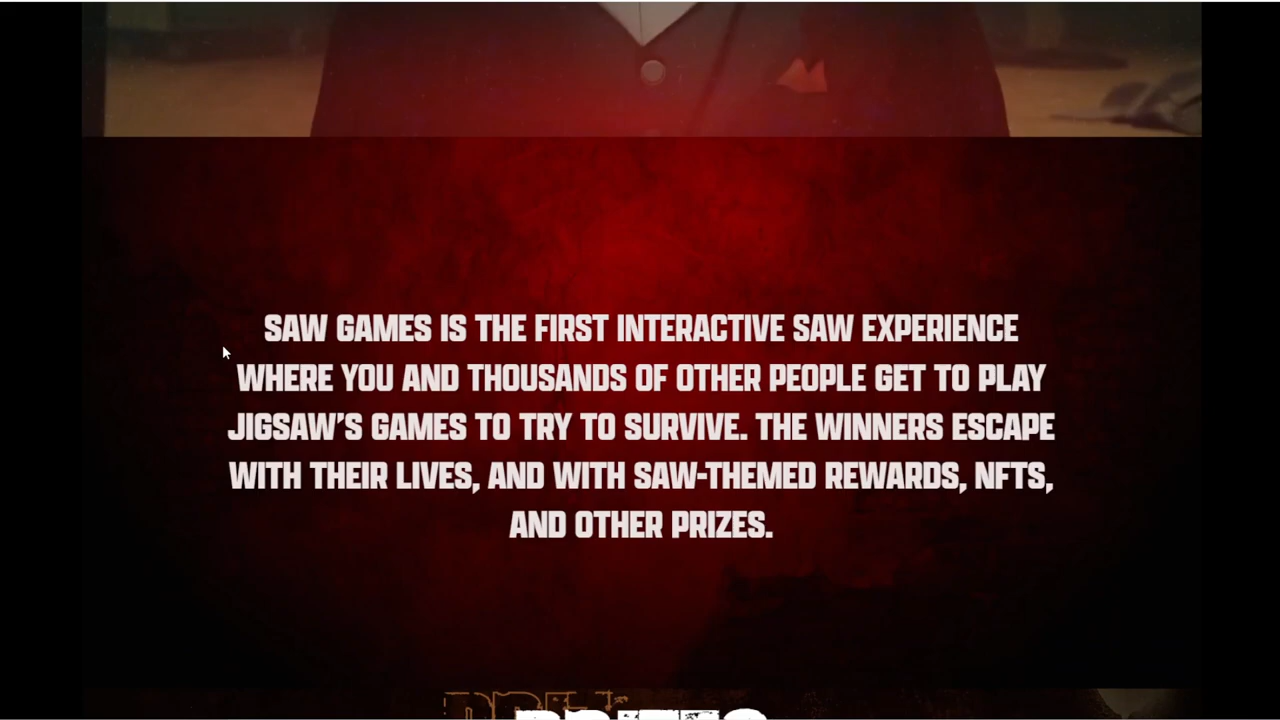 SAW GAMES IS THE FIRST INTERACTIVE SAW EXPERIENCE
WHERE YOU AND THOUSANDS OF OTHER PEOPLE GET TO PLAY
JIGSAW'S GAMES TO TRY TO SURVIVE. THE WINNERS ESCAPE
WITH THEIR LIVES, AND WITH SAW-THEMED REWARDS, NFTS,
AND OTHER PRIZES.